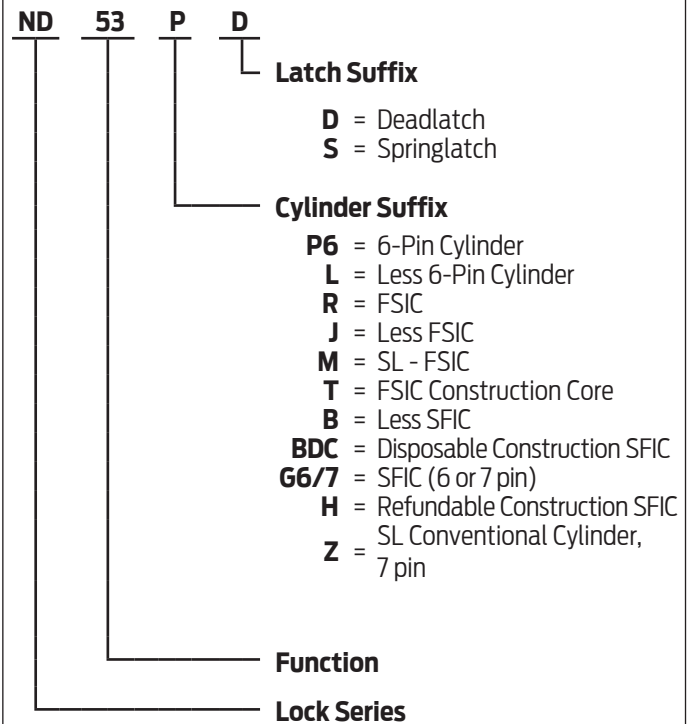 ND 53 P D
Latch Suffix
D = Deadlatch
S = Springlatch
Cylinder Suffix
P6 = 6-Pin Cylinder
L = Less 6-Pin Cylinder
R = FSIC
J = Less FSIC
M = SL - FSIC
T = FSIC Construction Core
B = Less SFIC
BDC = Disposable Construction SFIC
G6/7 = SFIC (6 or 7 pin)
H = Refundable Construction SFIC
Z = SL Conventional Cylinder,
7 pin
Function
Lock Series